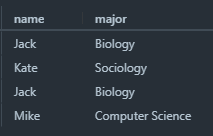 name major
Jack Biology
Kate Sociology
Jack Biology
Mike Computer Science